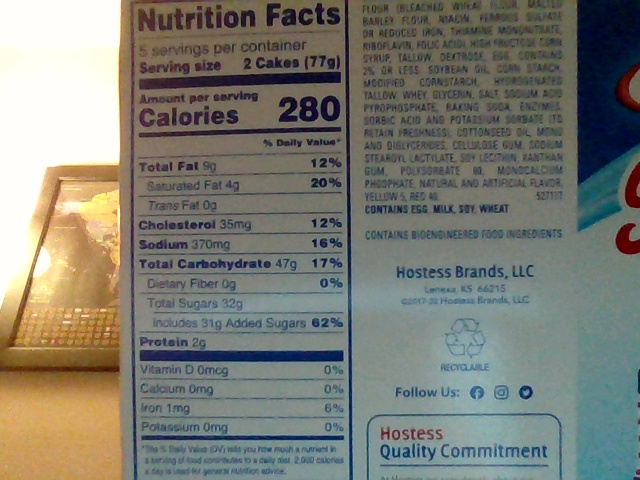 Nutrition Facts
5 servings per container
Serving size 2 Cakes (77g)
Amount per serving
Calories 280
% Daily Value*
Total Fat 9g 12%
Saturated Fat 4g 20%
Trans Fat 0g
Cholesterol 35mg 12%
Sodium 370mg 16%
Total Carbohydrate 47g 17%
Dietary Fiber 0g 0%
Total Sugars 32g
Includes 31g Added Sugars 62%
Protein 2g
Vitamin D 0mcg 0%
Calcium 0mg 0%
Iron 1mg 6%
Potassium 0mg 0%
*The % Daily Value (DV) tells you how much a nutrient in
a serving of food contributes to a daily diet. 2,000 calories
a day is used for general nutrition advice.
FLOUR (BLEACHED WHEAT FLOUR, MALTED
BARLEY FLOUR, NIACIN, FERROUS SULFATE
OR REDUCED IRON, THIAMINE MONONITRATE,
RIBOFLAVIN, FOLIC ACID), HIGH FRUCTOSE CORN
SYRUP, TALLOW, DEXTROSE, EGG, CONTAINS
2% OR LESS: SOYBEAN OIL, CORN STARCH,
MODIFIED CORNSTARCH, HYDROGENATED
TALLOW, WHEY, GLYCERIN, SALT, SODIUM ACID
PYROPHOSPHATE, BAKING SODA, ENZYMES,
SORBIC ACID AND POTASSIUM SORBATE (TO
RETAIN FRESHNESS), COTTONSEED OIL, MONO
AND DIGLYCERIDES, CELLULOSE GUM, SODIUM
STEAROYL LACTYLATE, SOY LECITHIN, XANTHAN
GUM, POLYSORBATE 60, MONOCALCIUM
PHOSPHATE, NATURAL AND ARTIFICIAL FLAVOR,
YELLOW 5, RED 40.
CONTAINS EGG, MILK, SOY, WHEAT
CONTAINS BIOENGINEERED FOOD INGREDIENTS
Hostess Brands, LLC
Lenexa, KS 66215
Hostess Brands, LLC
RECYCLABLE
Follow Us:
Hostess
Quality Commitment